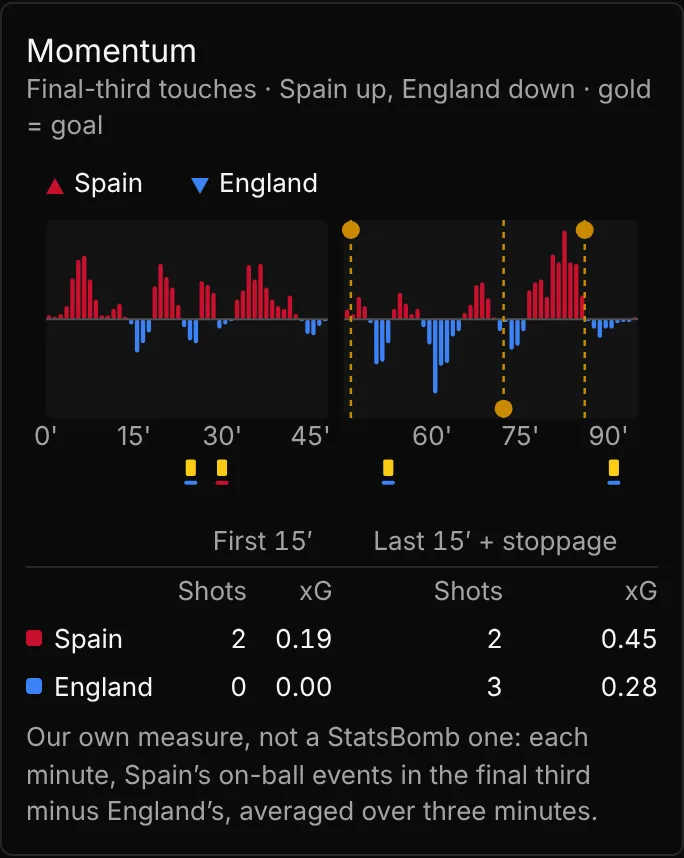 Momentum
Final-third touches · Spain up, England down · gold
= goal
Spain England
0' 15' 30' 45' 60' 75' 90'
First 15′ Last 15′ + stoppage
Shots xG Shots xG
Spain 2 0.19 2 0.45
England 0 0.00 3 0.28
Our own measure, not a StatsBomb one: each
minute, Spain’s on-ball events in the final third
minus England’s, averaged over three minutes.